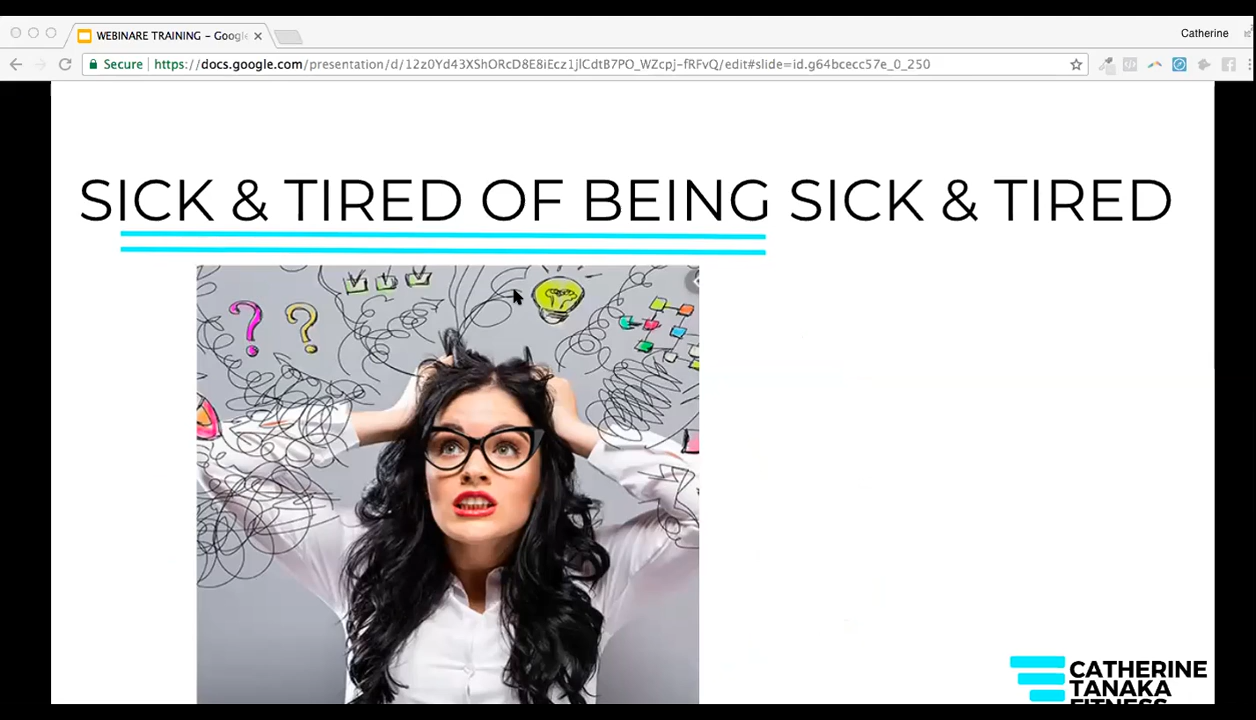 WEBINARE TRAINING – Googl
Catherine
Secure
https://docs.google.com/presentation/d/12z0Yd43XShORcD8E8iEcz1jlCdtB7PO_WZcpj-fRFvQ/edit#slide=id.g64bcecc57e_0_250
SICK & TIRED OF BEING SICK & TIRED
? ?
CATHERINE
TANAKA
FITNESS